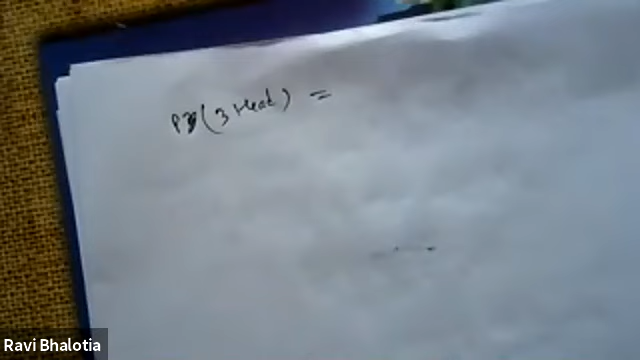 P(3 Head) =
Ravi Bhalotia